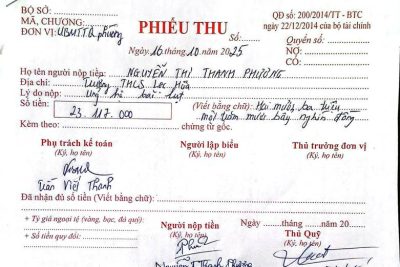 BỘ SỐ:
MÃ, CHƯƠNG:
ĐƠN VỊ: UBMTTQ phường
PHIẾU THU
Số:
QĐ số: 200/2014/TT - BTC
ngày 22/12/2014 của bộ tài chính
Quyển số:
NỢ:
CÓ:
Ngày 16 tháng 10 năm 2025
Họ tên người nộp tiền: NGUYỄN THỊ THANH PHƯƠNG
Địa chỉ: Trường THCS Lộc Hòa
Lý do nộp: ủng hộ bão lụt
Số tiền: 23.117.000 (Viết bằng chữ): Hai mươi ba triệu
một trăm mười bảy nghìn đồng
Kèm theo: chứng từ gốc.
Phụ trách kế toán
(Ký, họ tên)
Người lập biểu
(Ký, họ tên)
Thủ trưởng đơn vị
(Ký, họ tên)
Trần Việt Thanh
Đã nhận đủ số tiền (Viết bằng chữ):
+ Tỷ giá ngoại tệ (vàng, bạc, đá quý):
+ Số tiền quy đổi:
Người nộp tiền
(Ký, họ tên)
Ngày tháng năm 20
Thủ Quỹ
(Ký, họ tên)
Nguyễn T Thanh Phương